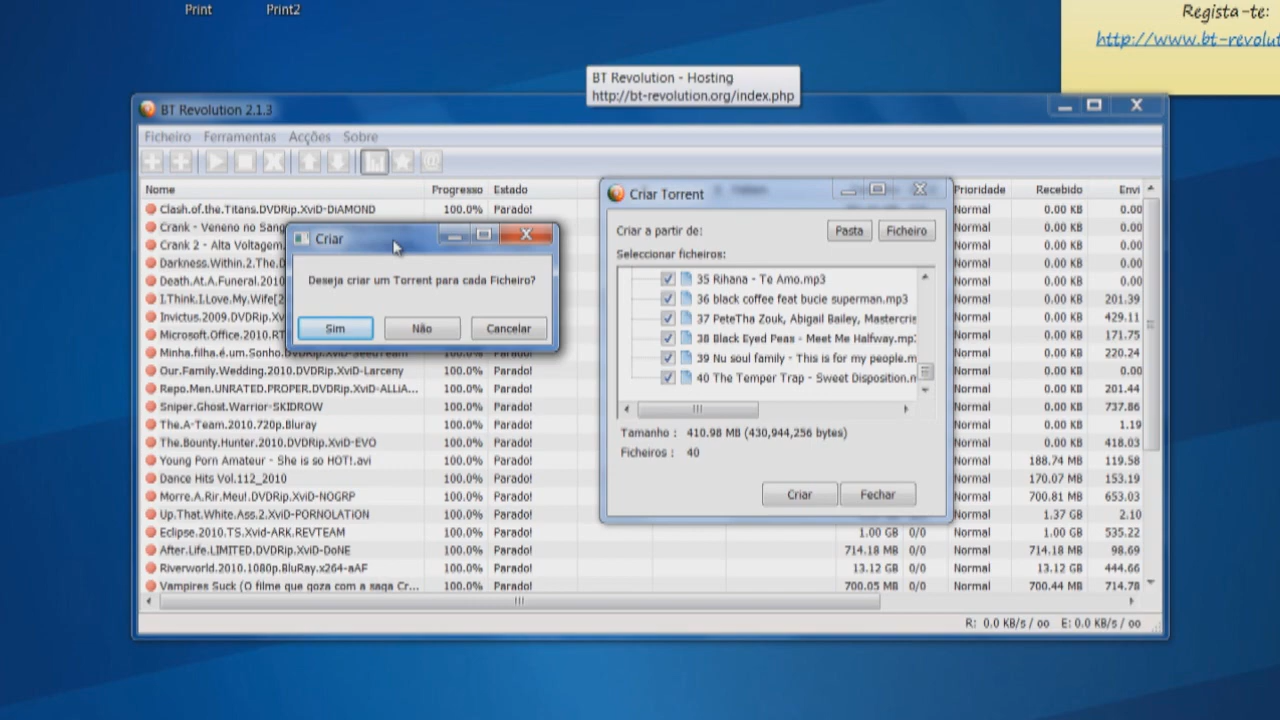 Print
Print2
Regista-te:
http://www.bt-revolut
BT Revolution - Hosting
http://bt-revolution.org/index.php
BT Revolution 2.1.3
Ficheiro Ferramentas Acções Sobre
Nome Progresso Estado Prioridade Recebido Envi
Clash.of.the.Titans.DVDRip.XviD-DiAMOND 100.0% Parado! Normal 0.00 KB 0.00
Crank - Veneno no Sang Normal 0.00 KB 0.00
Crank 2 - Alta Voltagem. Normal 0.00 KB 0.00
Darkness.Within.2.The.D Normal 0.00 KB 0.00
Death.At.A.Funeral.2010 Normal 0.00 KB 0.00
I.Think.I.Love.My.Wife[2 Normal 0.00 KB 201.39
Invictus.2009.DVDRip.XV Normal 0.00 KB 429.11
Microsoft.Office.2010.RT Normal 0.00 KB 171.75
Minha.filha.é.um.Sonho.DVDRip.XviD-SeedTeam 100.0% Parado! Normal 0.00 KB 220.24
Our.Family.Wedding.2010.DVDRip.XviD-Larceny 100.0% Parado! Normal 0.00 KB 0.00
Repo.Men.UNRATED.PROPER.DVDRip.XviD-ALLiA... 100.0% Parado! Normal 0.00 KB 201.44
Sniper.Ghost.Warrior-SKIDROW 100.0% Parado! Normal 0.00 KB 737.86
The.A-Team.2010.720p.Bluray 100.0% Parado! Normal 0.00 KB 1.19
The.Bounty.Hunter.2010.DVDRip.XviD-EVO 100.0% Parado! Normal 0.00 KB 418.03
Young Porn Amateur - She is so HOT!.avi 100.0% Parado! Normal 188.74 MB 119.58
Dance Hits Vol.112_2010 100.0% Parado! Normal 170.07 MB 153.19
Morre.A.Rir.Meu!.DVDRip.XviD-NOGRP 100.0% Parado! Normal 700.81 MB 653.03
Up.That.White.Ass.2.XviD-PORNOLATiON 100.0% Parado! Normal 1.37 GB 2.10
Eclipse.2010.TS.Xvid-ARK.REVTEAM 100.0% Parado! 1.00 GB 0/0 Normal 1.00 GB 535.22
After.Life.LIMITED.DVDRip.XviD-DoNE 100.0% Parado! 714.18 MB 0/0 Normal 714.18 MB 98.69
Riverworld.2010.1080p.BluRay.x264-aAF 100.0% Parado! 13.12 GB 0/0 Normal 13.12 GB 444.66
Vampires Suck (O filme que goza com a saga Cr... 100.0% Parado! 700.05 MB 0/0 Normal 700.44 MB 714.78
R: 0.0 KB/s / oo E: 0.0 KB/s / oo
Criar
Deseja criar um Torrent para cada Ficheiro?
Sim Não Cancelar
Criar Torrent
Criar a partir de: Pasta Ficheiro
Seleccionar ficheiros:
35 Rihana - Te Amo.mp3
36 black coffee feat bucie superman.mp3
37 PeteTha Zouk, Abigail Bailey, Mastercris
38 Black Eyed Peas - Meet Me Halfway.mp
39 Nu soul family - This is for my people.m
40 The Temper Trap - Sweet Disposition.m
Tamanho : 410.98 MB (430,944,256 bytes)
Ficheiros : 40
Criar Fechar